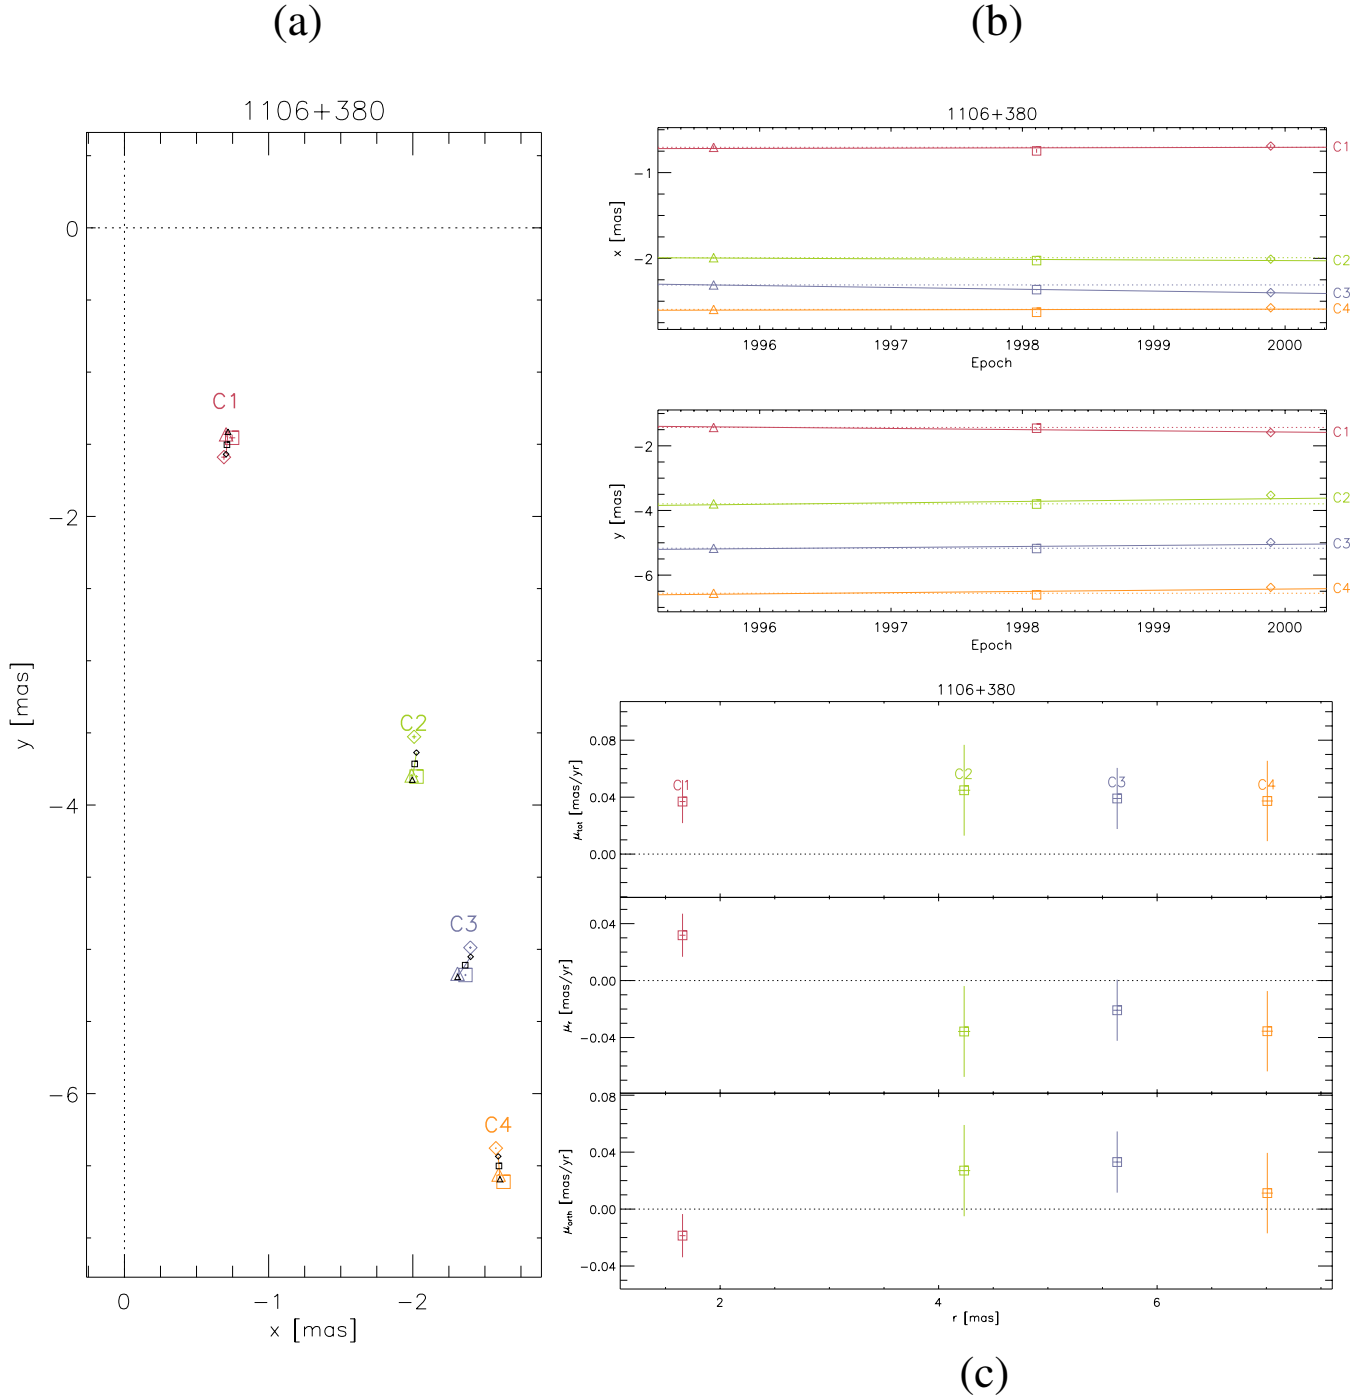 (a)
1106+380
0
−2
−4
−6
y [mas]
C1
C2
C3
C4
0
−1
−2
x [mas]
(b)
1106+380
−1
−2
x [mas]
C1
C2
C3
C4
1996
1997
1998
1999
2000
Epoch
−2
−4
−6
y [mas]
C1
C2
C3
C4
1996
1997
1998
1999
2000
Epoch
1106+380
0.08
0.04
0.00
μtot [mas/yr]
C1
C2
C3
C4
0.04
0.00
−0.04
μr [mas/yr]
0.08
0.04
0.00
−0.04
μorth [mas/yr]
2
4
6
r [mas]
(c)